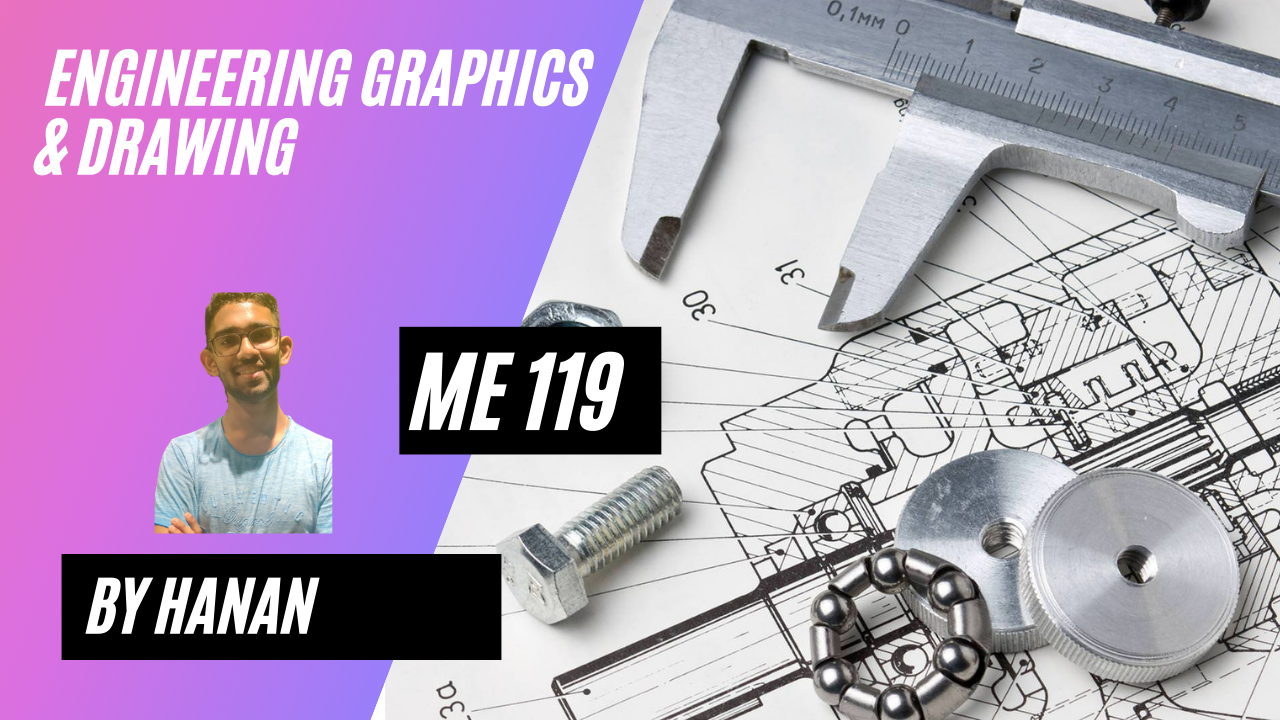 ENGINEERING GRAPHICS
& DRAWING
ME 119
BY HANAN
0,1мм 0 1 2 3 4 5
31
30